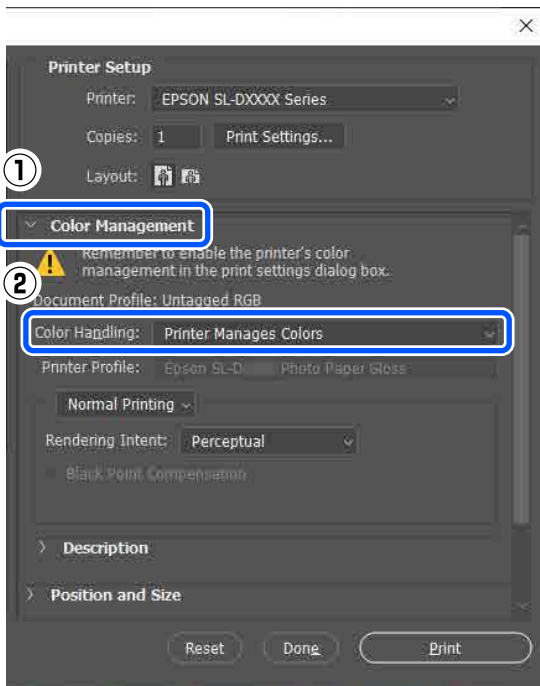 Printer Setup
Printer: EPSON SL-DXXXX Series
Copies: 1 Print Settings...
Layout:
①
Color Management
Remember to enable the printer's color
management in the print settings dialog box.
②
Document Profile: Untagged RGB
Color Handling: Printer Manages Colors
Printer Profile: Epson SL-D Photo Paper Gloss
Normal Printing
Rendering Intent: Perceptual
Black Point Compensation
Description
Position and Size
Reset Done Print